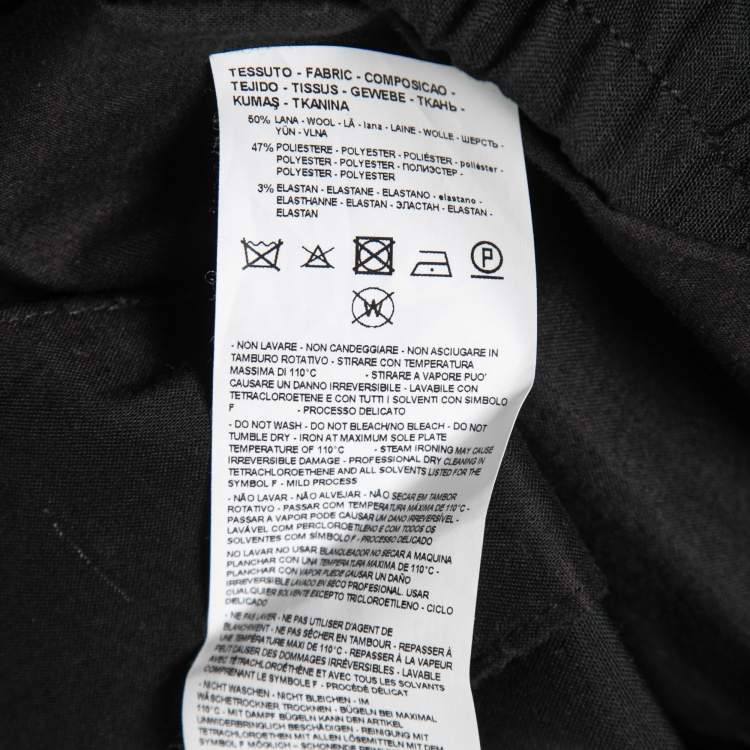 TESSUTO - FABRIC - COMPOSICAO -
TEJIDO - TISSUS - GEWEBE - ТКАНЬ -
KUMAŞ - TKANINA
50% LANA - WOOL - LÃ - lana - LAINE - WOLLE - ШЕРСТЬ -
YÜN - VLNA
47% POLIESTERE - POLYESTER - POLIÉSTER - poliéster -
POLYESTER - POLYESTER - ПОЛИЭСТЕР -
POLYESTER - POLYESTER
3% ELASTAN - ELASTANE - ELASTANO - elastano -
ELASTHANNE - ELASTAN - ЭЛАСТАН - ELASTAN -
ELASTAN
P
W
- NON LAVARE - NON CANDEGGIARE - NON ASCIUGARE IN
TAMBURO ROTATIVO - STIRARE CON TEMPERATURA
MASSIMA DI 110°C - STIRARE A VAPORE PUO'
CAUSARE UN DANNO IRREVERSIBILE - LAVABILE CON
TETRACLOROETENE E CON TUTTI I SOLVENTI CON SIMBOLO
F - PROCESSO DELICATO
- DO NOT WASH - DO NOT BLEACH/NO BLEACH - DO NOT
TUMBLE DRY - IRON AT MAXIMUM SOLE PLATE
TEMPERATURE OF 110°C - STEAM IRONING MAY CAUSE
IRREVERSIBLE DAMAGE - PROFESSIONAL DRY CLEANING IN
TETRACHLOROETHENE AND ALL SOLVENTS LISTED FOR THE
SYMBOL F - MILD PROCESS
- NÃO LAVAR - NÃO ALVEJAR - NÃO SECAR EM TAMBOR
ROTATIVO - PASSAR COM TEMPERATURA MÁXIMA DE 110°C -
PASSAR A VAPOR PODE CAUSAR UM DANO IRREVERSÍVEL -
LAVÁVEL COM PERCLOROETILENO E COM TODOS OS
SOLVENTES COM SÍMBOLO F - PROCESSO DELICADO
NO LAVAR NO USAR BLANQUEADOR NO SECAR A MAQUINA
PLANCHAR CON UNA TEMPERATURA MAXIMA DE 110°C -
PLANCHAR CON VAPOR PUEDE CAUSAR UN DAÑO
IRREVERSIBLE LAVADO EN SECO PROFESIONAL. USAR
CUALQUIER SOLVENTE EXCEPTO TRICLOROETILENO - CICLO
DELICADO
- NE PAS LAVER - NE PAS UTILISER D'AGENT DE
BLANCHIMENT - NE PAS SÉCHER EN TAMBOUR - REPASSER À
UNE TEMPÉRATURE MAXI DE 110°C - REPASSER À LA VAPEUR
PEUT CAUSER DES DOMMAGES IRRÉVERSIBLES - LAVABLE
AVEC TÉTRACHLOROÉTHÈNE ET AVEC TOUS LES SOLVANTS
COMPRENANT LE SYMBOLE F - PROCÉDÉ DÉLICAT
- NICHT WASCHEN - NICHT BLEICHEN - IM
WÄSCHETROCKNER TROCKNEN - BÜGELN BEI MAXIMAL
110°C - MIT DAMPF BÜGELN KANN DEN ARTIKEL
UNWIDERBRINGLICH BESCHÄDIGEN - REINIGEN MIT
TETRACHLOROETHEN MIT ALLEN LÖSEMITTELN MIT DEM
SYMBOL F MÖGLICH - SCHONENDE REINIGUNG